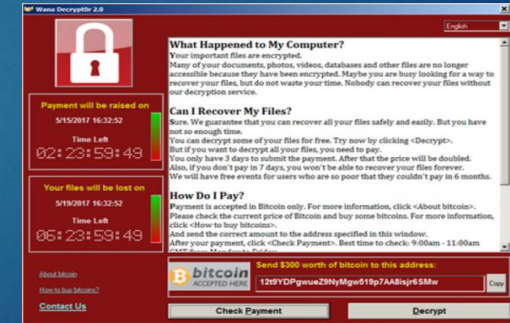 Wana Decrypt0r 2.0
English
What Happened to My Computer?
Your important files are encrypted.
Many of your documents, photos, videos, databases and other files are no longer
accessible because they have been encrypted. Maybe you are busy looking for a way to
recover your files, but do not waste your time. Nobody can recover your files without
our decryption service.
Can I Recover My Files?
Sure. We guarantee that you can recover all your files safely and easily. But you have
not so enough time.
You can decrypt some of your files for free. Try now by clicking <Decrypt>.
But if you want to decrypt all your files, you need to pay.
You only have 3 days to submit the payment. After that the price will be doubled.
Also, if you don't pay in 7 days, you won't be able to recover your files forever.
We will have free events for users who are so poor that they couldn't pay in 6 months.
How Do I Pay?
Payment is accepted in Bitcoin only. For more information, click <About bitcoin>.
Please check the current price of Bitcoin and buy some bitcoins. For more information,
click <How to buy bitcoins>.
And send the correct amount to the address specified in this window.
After your payment, click <Check Payment>. Best time to check: 9:00am - 11:00am
GMT from Monday to Friday.
Payment will be raised on
5/15/2017 16:32:52
Time Left
02:23:59:49
Your files will be lost on
5/19/2017 16:32:52
Time Left
06:23:59:49
About bitcoin
How to buy bitcoins?
Contact Us
bitcoin
ACCEPTED HERE
Send $300 worth of bitcoin to this address:
12t9YDPgwueZ9NyMgw519p7AA8isjr6SMw
Copy
Check Payment
Decrypt